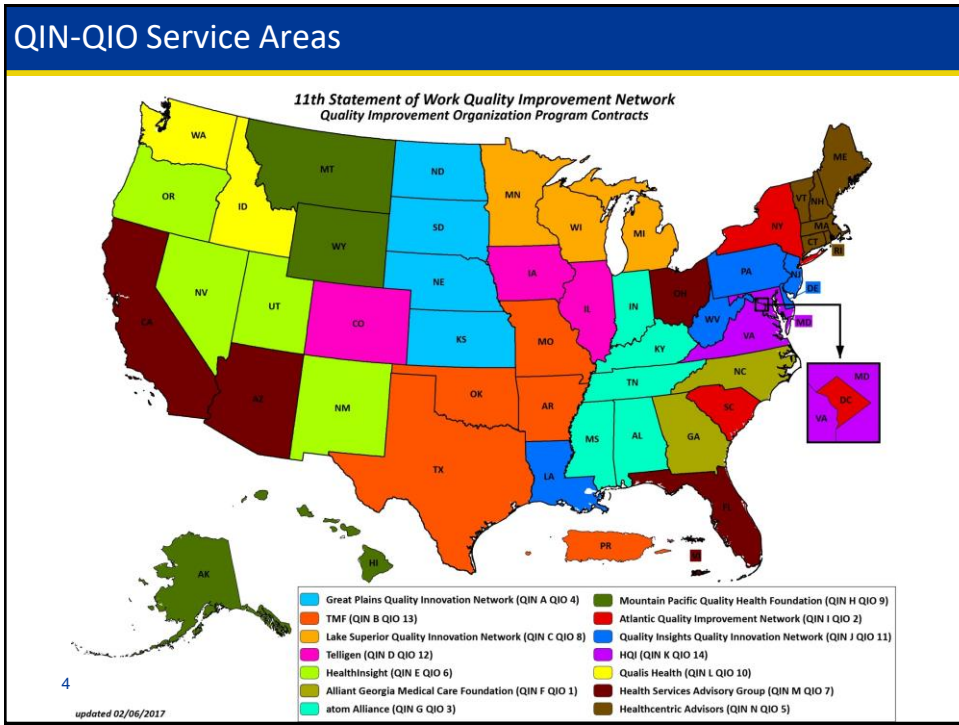 QIN-QIO Service Areas
11th Statement of Work Quality Improvement Network
Quality Improvement Organization Program Contracts
WA
MT
ND
MN
ME
OR
ID
SD
WI
MI
VT
NH
NY
MA
CT
RI
WY
NE
IA
PA
NJ
DE
NV
UT
CO
KS
IL
IN
OH
WV
MD
VA
CA
MO
KY
MD
DC
VA
AZ
NM
OK
AR
TN
NC
SC
MS
AL
GA
TX
LA
FL
PR
VI
AK
HI
Great Plains Quality Innovation Network (QIN A QIO 4)
TMF (QIN B QIO 13)
Lake Superior Quality Innovation Network (QIN C QIO 8)
Telligen (QIN D QIO 12)
HealthInsight (QIN E QIO 6)
Alliant Georgia Medical Care Foundation (QIN F QIO 1)
atom Alliance (QIN G QIO 3)
Mountain Pacific Quality Health Foundation (QIN H QIO 9)
Atlantic Quality Improvement Network (QIN I QIO 2)
Quality Insights Quality Innovation Network (QIN J QIO 11)
HQI (QIN K QIO 14)
Qualis Health (QIN L QIO 10)
Health Services Advisory Group (QIN M QIO 7)
Healthcentric Advisors (QIN N QIO 5)
4
updated 02/06/2017